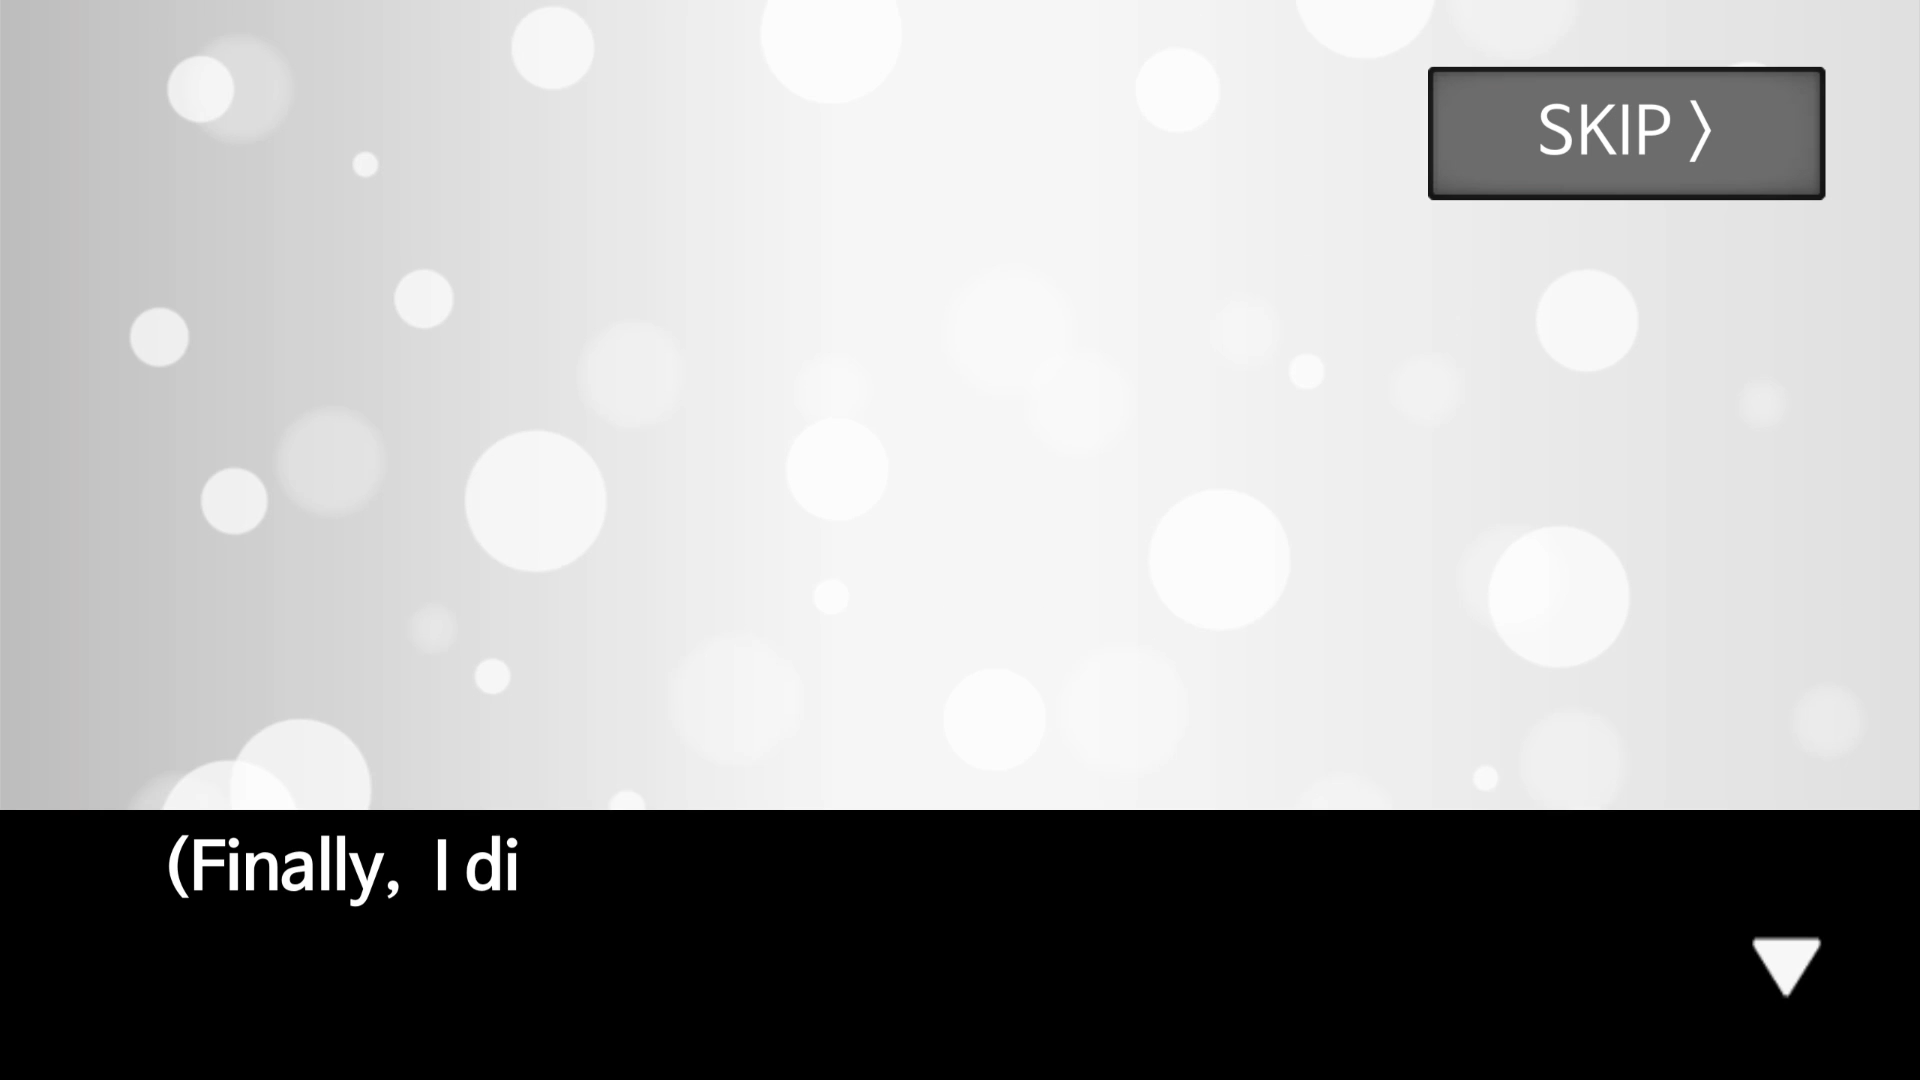 SKIP 〉
(Finally, I di